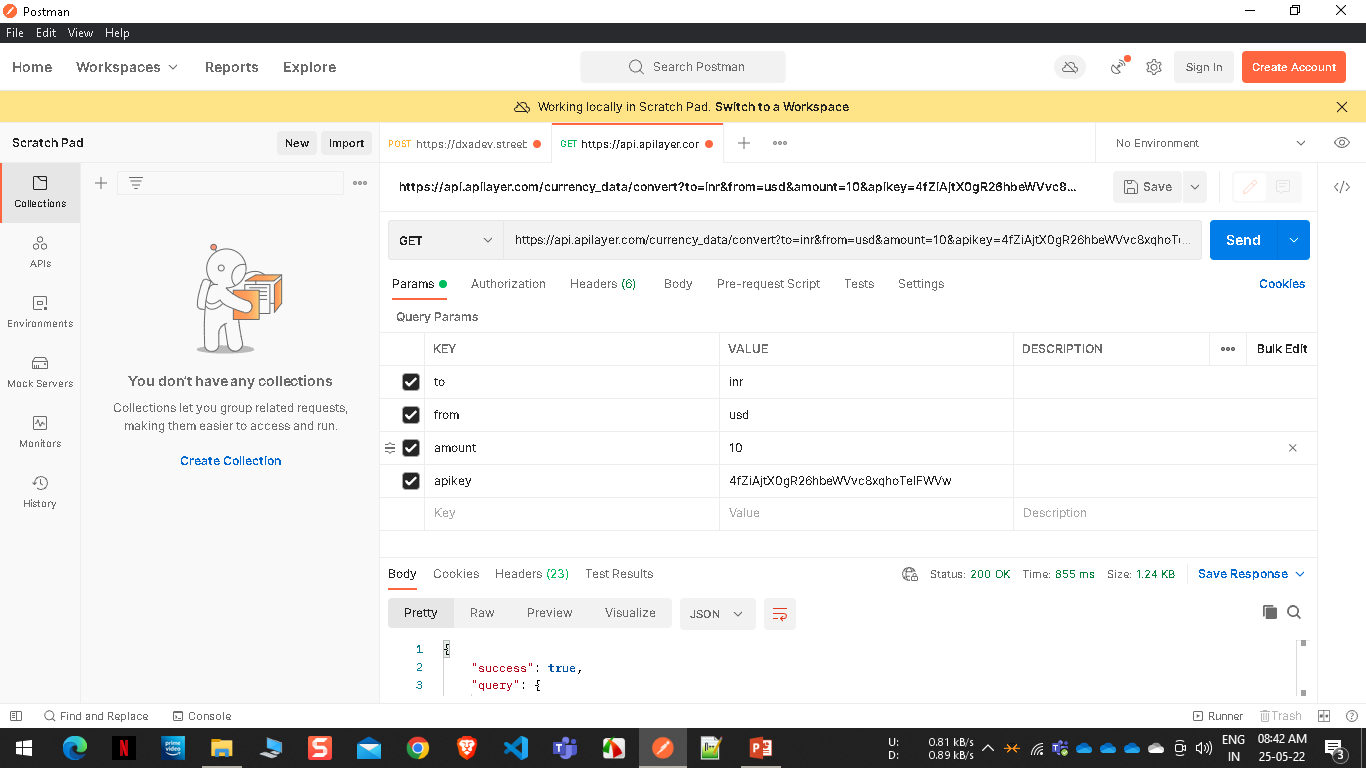 Postman
File Edit View Help
Home Workspaces Reports Explore
Search Postman
Sign In Create Account
Working locally in Scratch Pad. Switch to a Workspace
Scratch Pad
New Import
POST https://dxadev.streeb
GET https://api.apilayer.cor
No Environment
Collections
APIs
Environments
Mock Servers
Monitors
History
You don't have any collections
Collections let you group related requests,
making them easier to access and run.
Create Collection
https://api.apilayer.com/currency_data/convert?to=inr&from=usd&amount=10&apikey=4fZiAjtX0gR26hbeWVvc8...
Save
GET https://api.apilayer.com/currency_data/convert?to=inr&from=usd&amount=10&apikey=4fZiAjtX0gR26hbeWVvc8xqhoTe...
Send
Params Authorization Headers (6) Body Pre-request Script Tests Settings Cookies
Query Params
KEY VALUE DESCRIPTION Bulk Edit
to inr
from usd
amount 10
apikey 4fZiAjtX0gR26hbeWVvc8xqhoTelFWVw
Key Value Description
Body Cookies Headers (23) Test Results
Status: 200 OK Time: 855 ms Size: 1.24 KB Save Response
Pretty Raw Preview Visualize JSON
1 {
2 "success": true,
3 "query": {
Find and Replace Console
Runner Trash
U: 0.81 kB/s
D: 0.89 kB/s
ENG
IN
08:42 AM
25-05-22
3